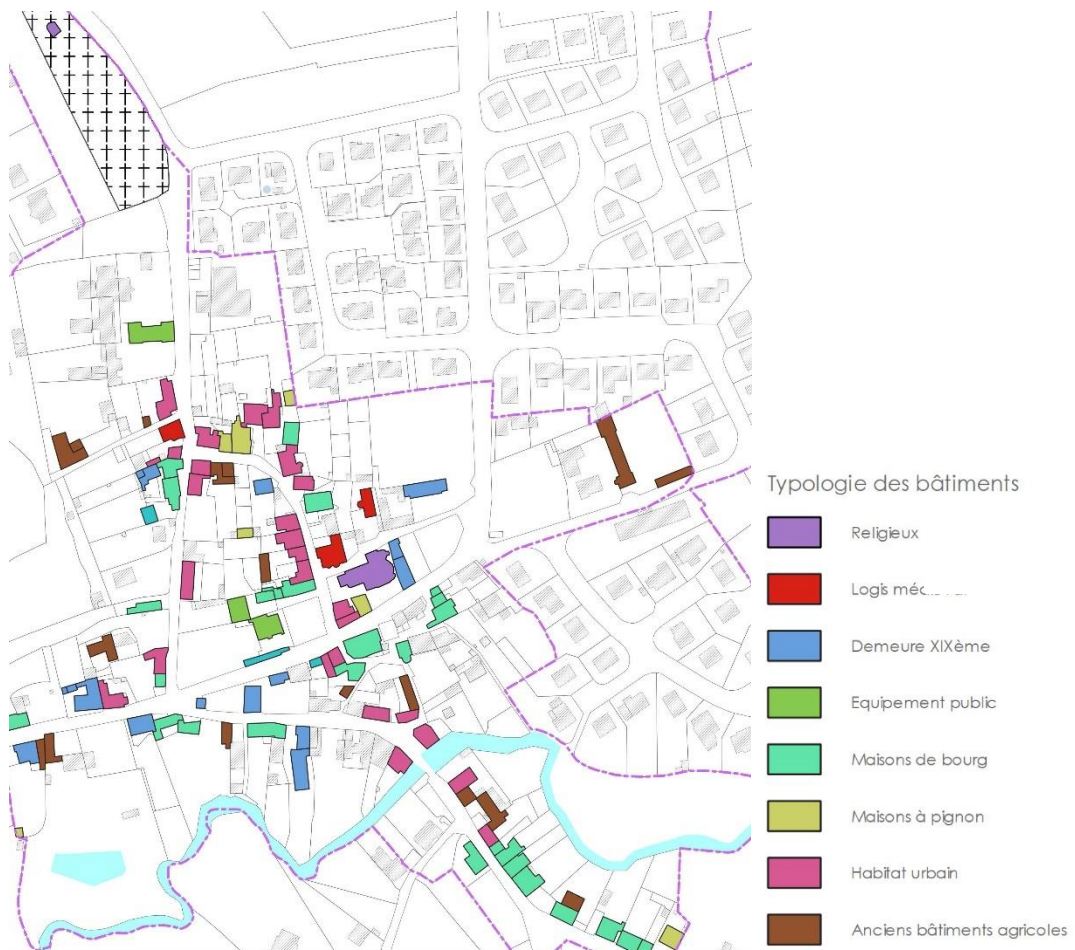 Typologie des bâtiments
Religieux
Logis
Demeure XIXème
Equipement public
Maisons de bourg
Maisons à pignon
Habitat urbain
Anciens bâtiments agricoles